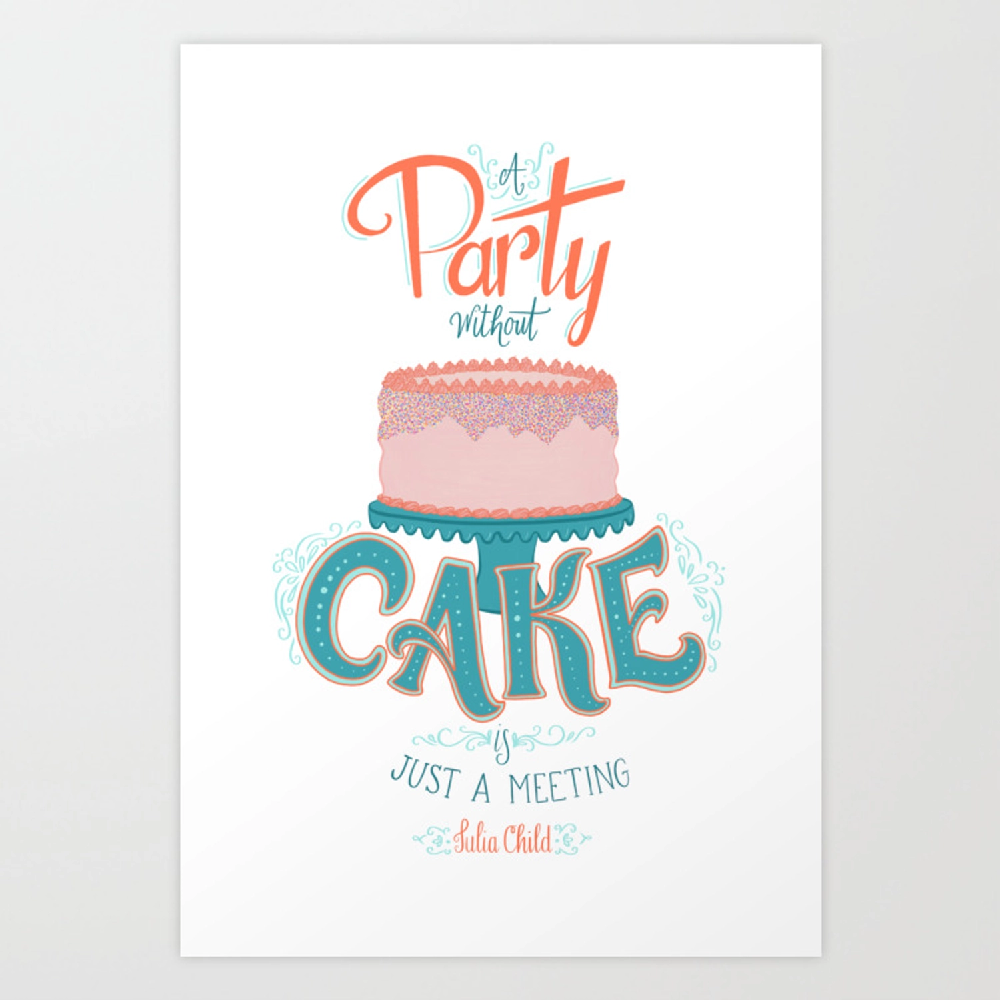 A
Party
Without
CAKE
is
JUST A MEETING
Julia Child